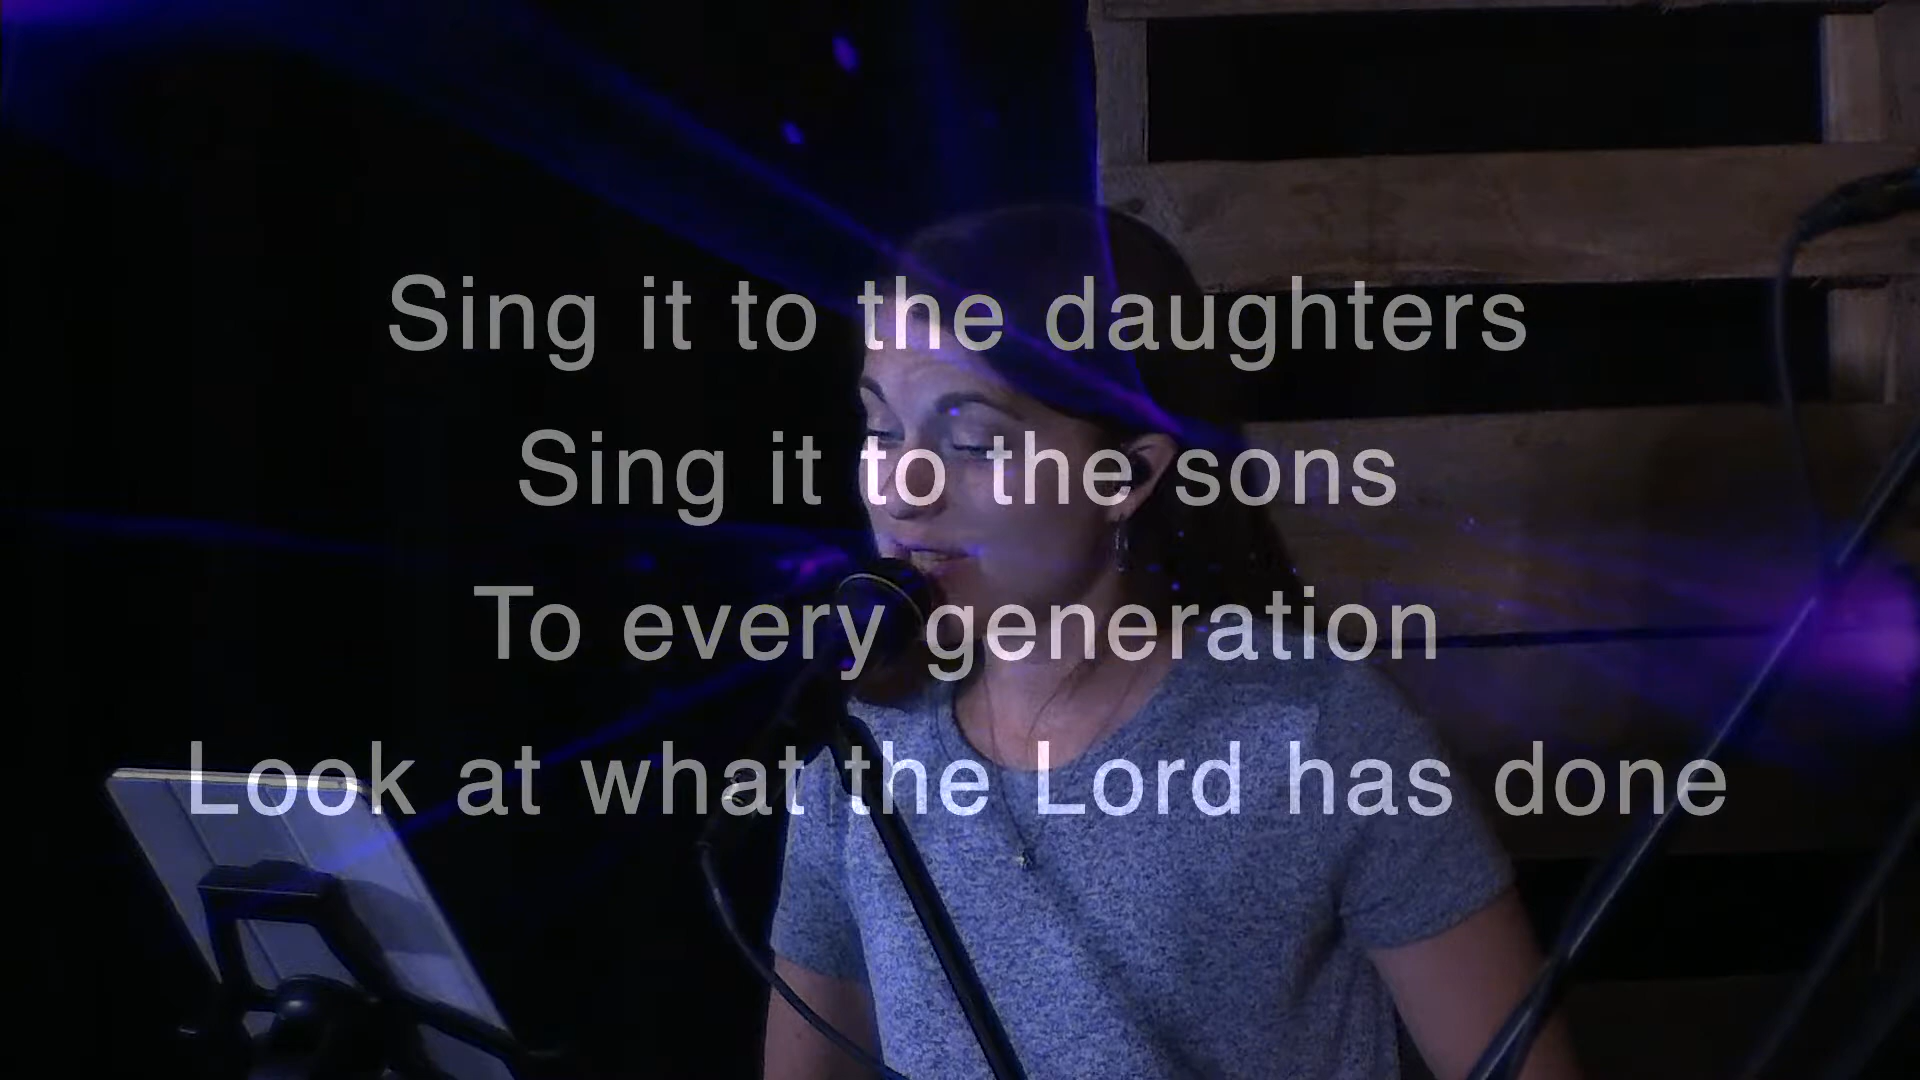 Sing it to the daughters
Sing it to the sons
To every generation
Look at what the Lord has done